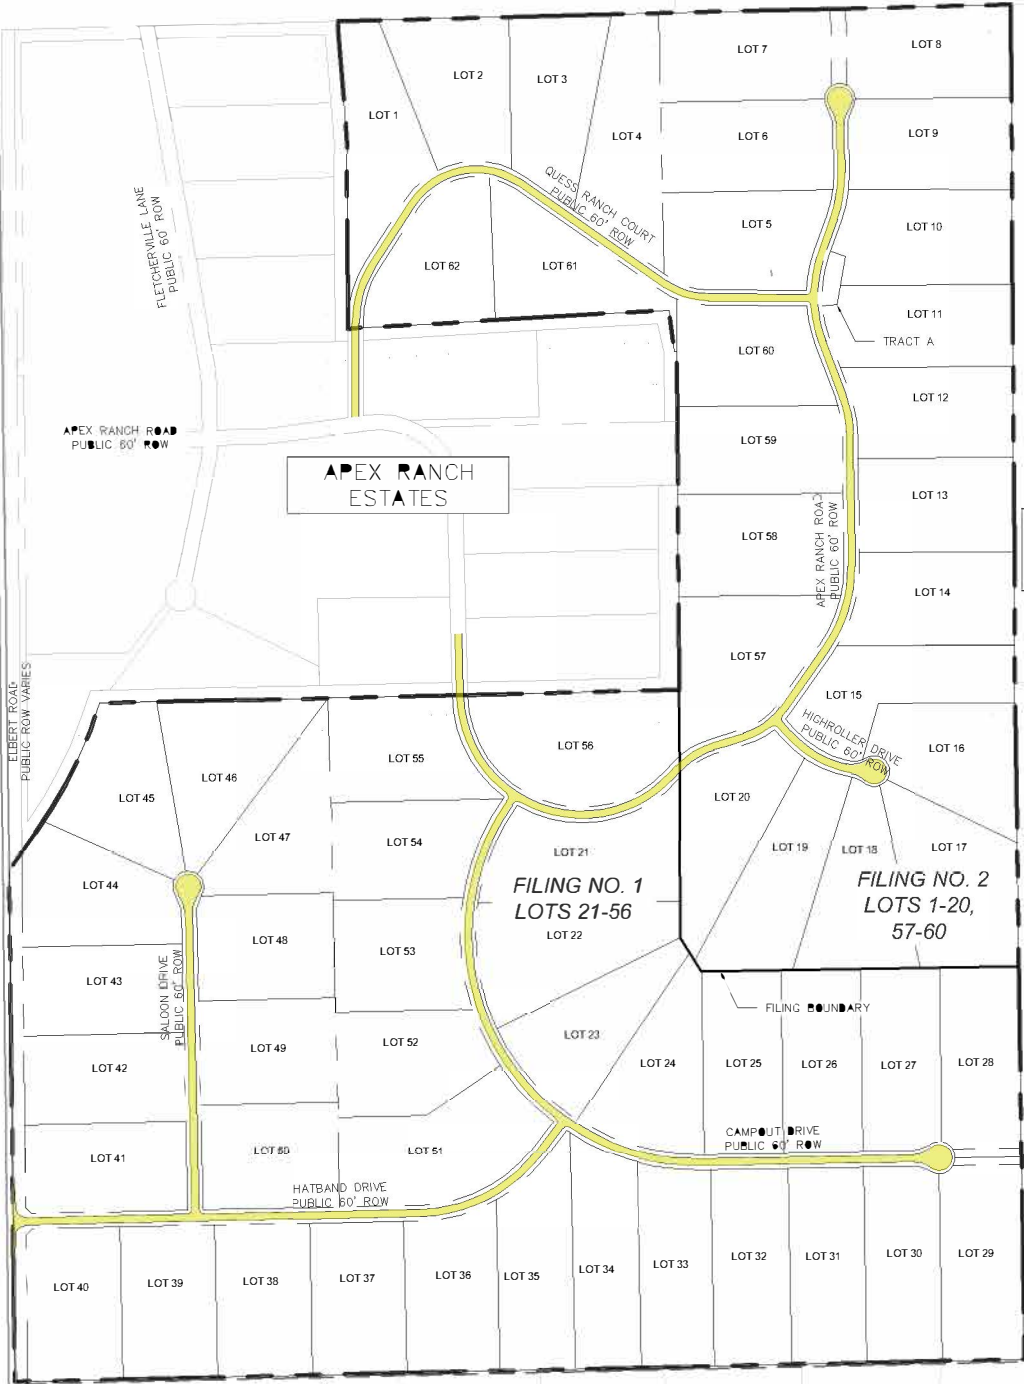 LOT 7
LOT 8
LOT 2
LOT 3
LOT 1
LOT 4
LOT 6
LOT 9
QUESS RANCH COURT
PUBLIC 60' ROW
FLETCHERVILLE LANE
PUBLIC 60' ROW
LOT 5
LOT 10
LOT 62
LOT 61
LOT 11
TRACT A
LOT 60
LOT 12
APEX RANCH ROAD
PUBLIC 60' ROW
LOT 59
APEX RANCH
ESTATES
LOT 13
LOT 58
APEX RANCH ROAD
PUBLIC 60' ROW
LOT 14
LOT 57
LOT 15
ELBERT ROAD
PUBLIC ROW VARIES
HIGHROLLER DRIVE
PUBLIC 60' ROW
LOT 16
LOT 56
LOT 55
LOT 46
LOT 45
LOT 20
LOT 47
LOT 54
LOT 21
LOT 19
LOT 18
LOT 17
LOT 44
FILING NO. 1
LOTS 21-56
FILING NO. 2
LOTS 1-20,
57-60
LOT 48
LOT 22
LOT 53
LOT 43
SALOON DRIVE
PUBLIC 60' ROW
FILING BOUNDARY
LOT 23
LOT 52
LOT 49
LOT 42
LOT 24
LOT 25
LOT 26
LOT 27
LOT 28
CAMPOUT DRIVE
PUBLIC 60' ROW
LOT 41
LOT 50
LOT 51
HATBAND DRIVE
PUBLIC 60' ROW
LOT 40
LOT 39
LOT 38
LOT 37
LOT 36
LOT 35
LOT 34
LOT 33
LOT 32
LOT 31
LOT 30
LOT 29